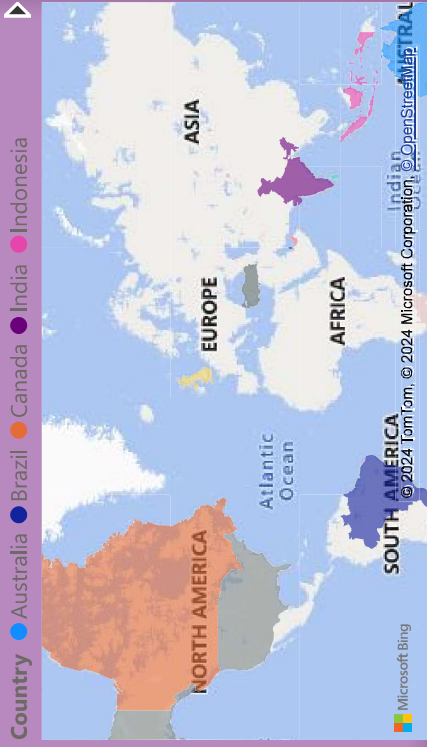 Country Australia Brazil Canada India Indonesia
ASIA
EUROPE
NORTH AMERICA
Atlantic
Ocean
AFRICA
SOUTH AMERICA
Indian
AUSTRAL
Microsoft Bing
© 2024 TomTom, © 2024 Microsoft Corporation, © OpenStreetMap